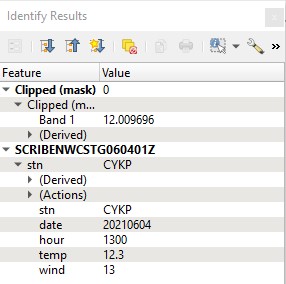 Identify Results
Feature Value
Clipped (mask) 0
Clipped (m...
Band 1 12.009696
(Derived)
SCRIBENWCSTG060401Z
stn CYKP
(Derived)
(Actions)
stn CYKP
date 20210604
hour 1300
temp 12.3
wind 13